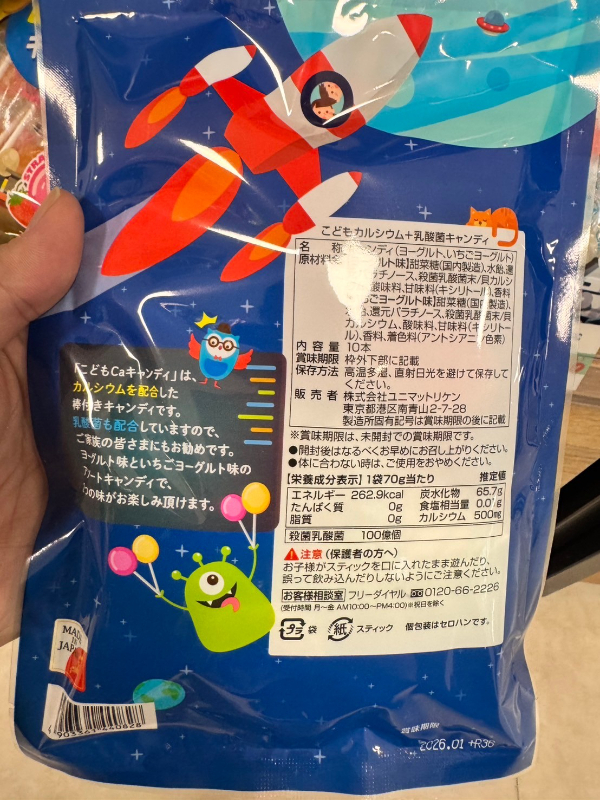 STRA
こどもカルシウム+乳酸菌キャンディ
名 称 キャンディ(ヨーグルト、いちごヨーグルト)
原材料 ルト味]甜菜糖(国内製造)、水飴、還
パラチノース、殺菌乳酸菌末/貝カルシ
酸味料、甘味料(キシリトール)、香料
ごヨーグルト味]甜菜糖(国内製造)、
還元パラチノース、殺菌乳酸菌末/貝
カルシウム、酸味料、甘味料(キシリトー
ル)、香料、着色料(アントシアニン色素)
内容量 10本
賞味期限 枠外下部に記載
保存方法 高温多湿、直射日光を避けて保存して
ください。
販売者 株式会社ユニマットリケン
東京都港区南青山2-7-28
製造所固有記号は賞味期限の後に記載
※賞味期限は、未開封での賞味期限です。
●開封後はなるべくお早めにお召し上がりください。
●体に合わない時は、ご使用をおやめください。
【栄養成分表示】1袋70g当たり 推定値
エネルギー 262.9kcal 炭水化物 65.7g
たんぱく質 0g 食塩相当量
脂質 0g カルシウム 500mg
殺菌乳酸菌 100億個
注意(保護者の方へ)
お子様がスティックを口に入れたまま遊んだり、
誤って飲み込んだりしないようにご注意ください。
お客様相談室 フリーダイヤル 0120-66-2226
(受付時間 月〜金 AM10:00〜PM4:00)※祝日を除く
プラ 袋 紙 スティック 個包装はセロハンです。
「こどもCaキャンディ」は、
カルシウムを配合した
棒付きキャンディです。
乳酸菌も配合していますので、
ご家族の皆さまにもお勧めです。
ヨーグルト味といちごヨーグルト味の
アソートキャンディで、
つの味がお楽しみ頂けます。
MADE
IN
JAPAN
賞味期限
2026.01 +R36